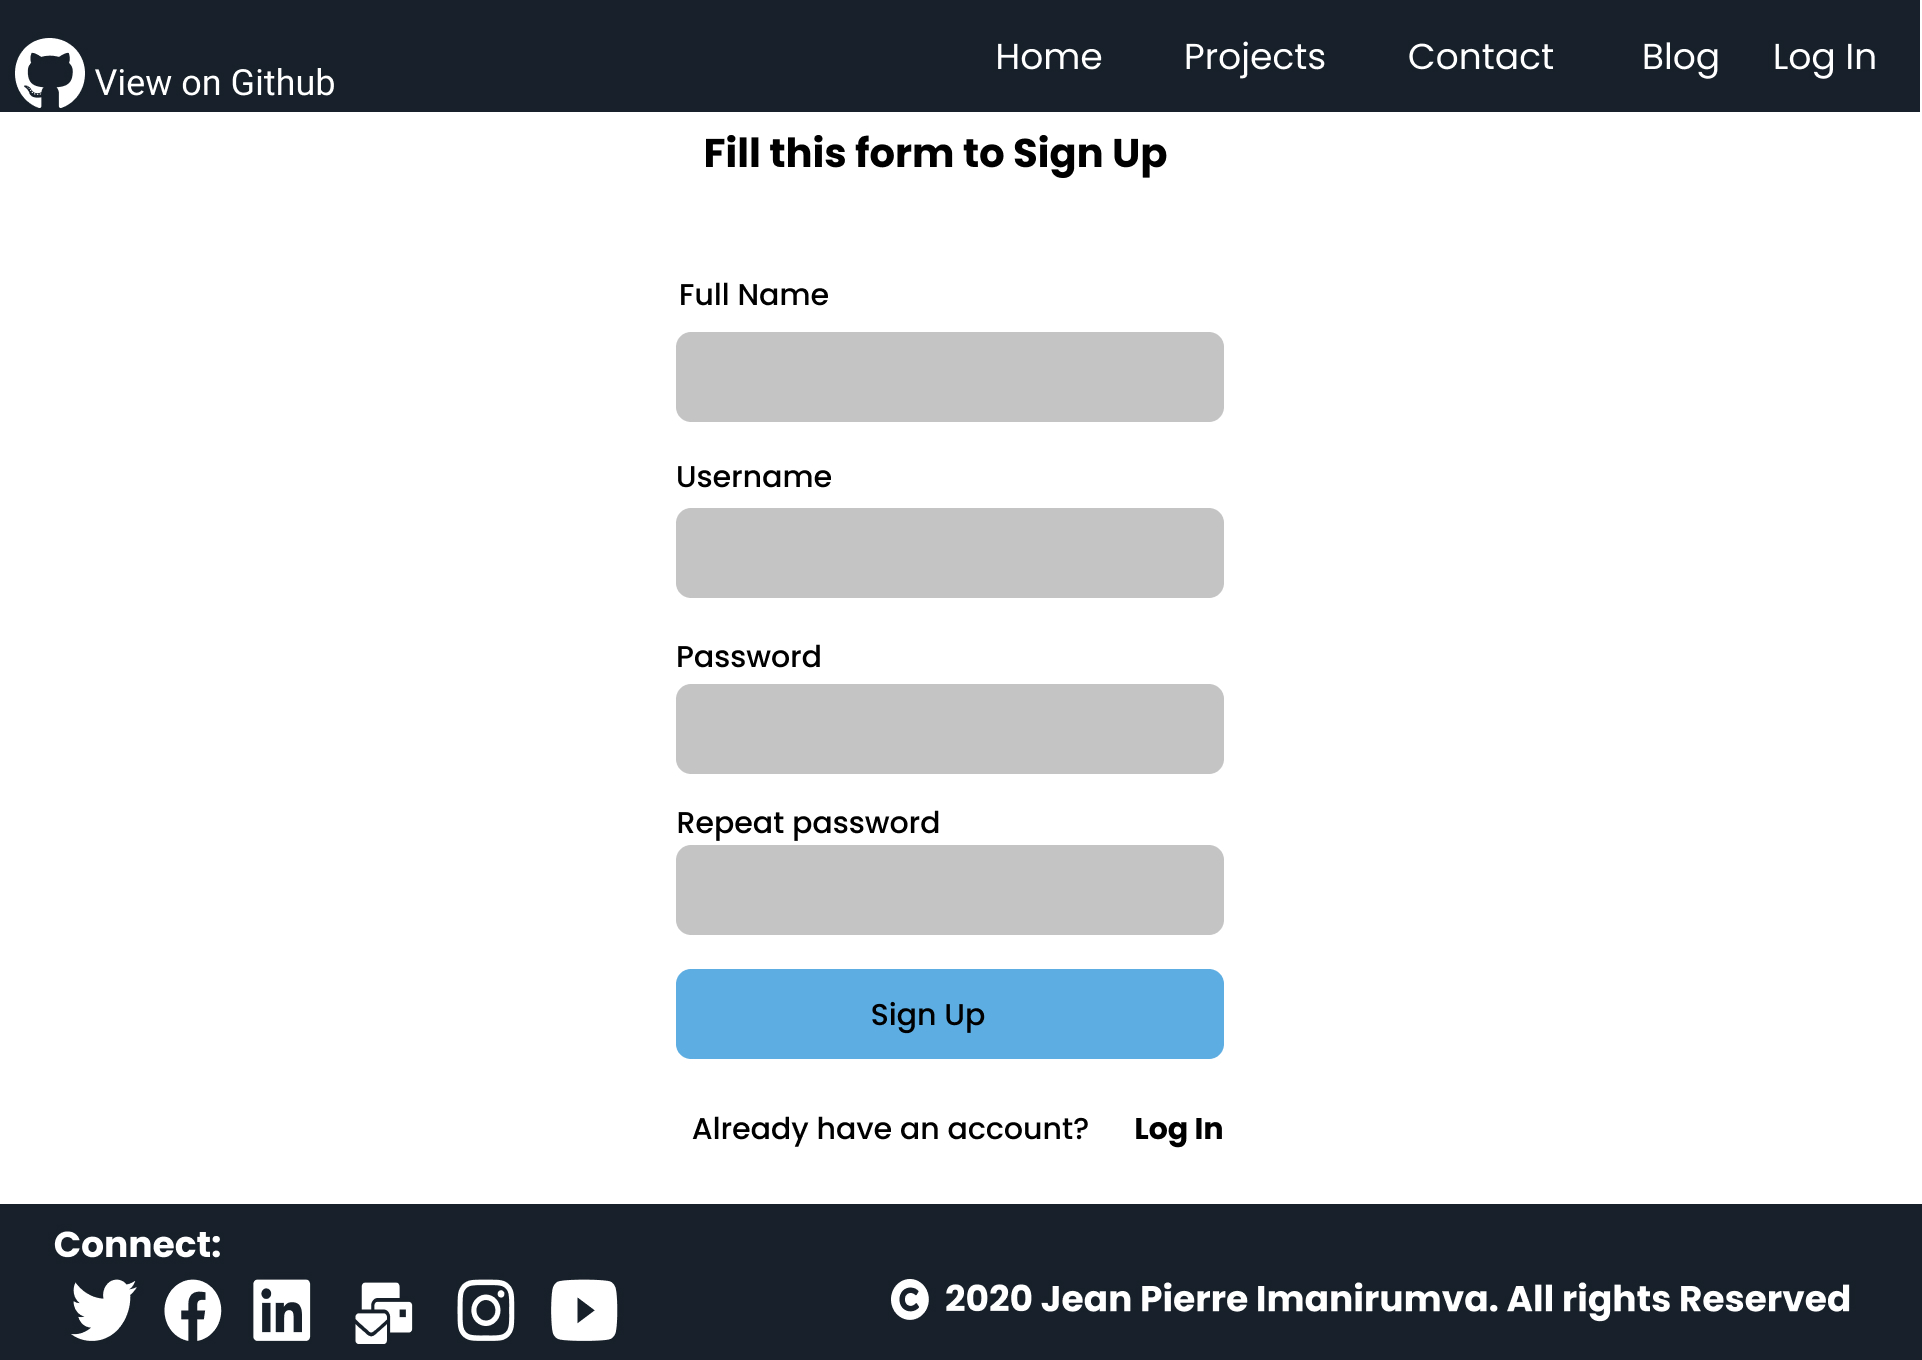 View on Github
Home Projects Contact Blog Log In
Fill this form to Sign Up
Full Name
Username
Password
Repeat password
Sign Up
Already have an account? Log In
Connect:
© 2020 Jean Pierre Imanirumva. All rights Reserved